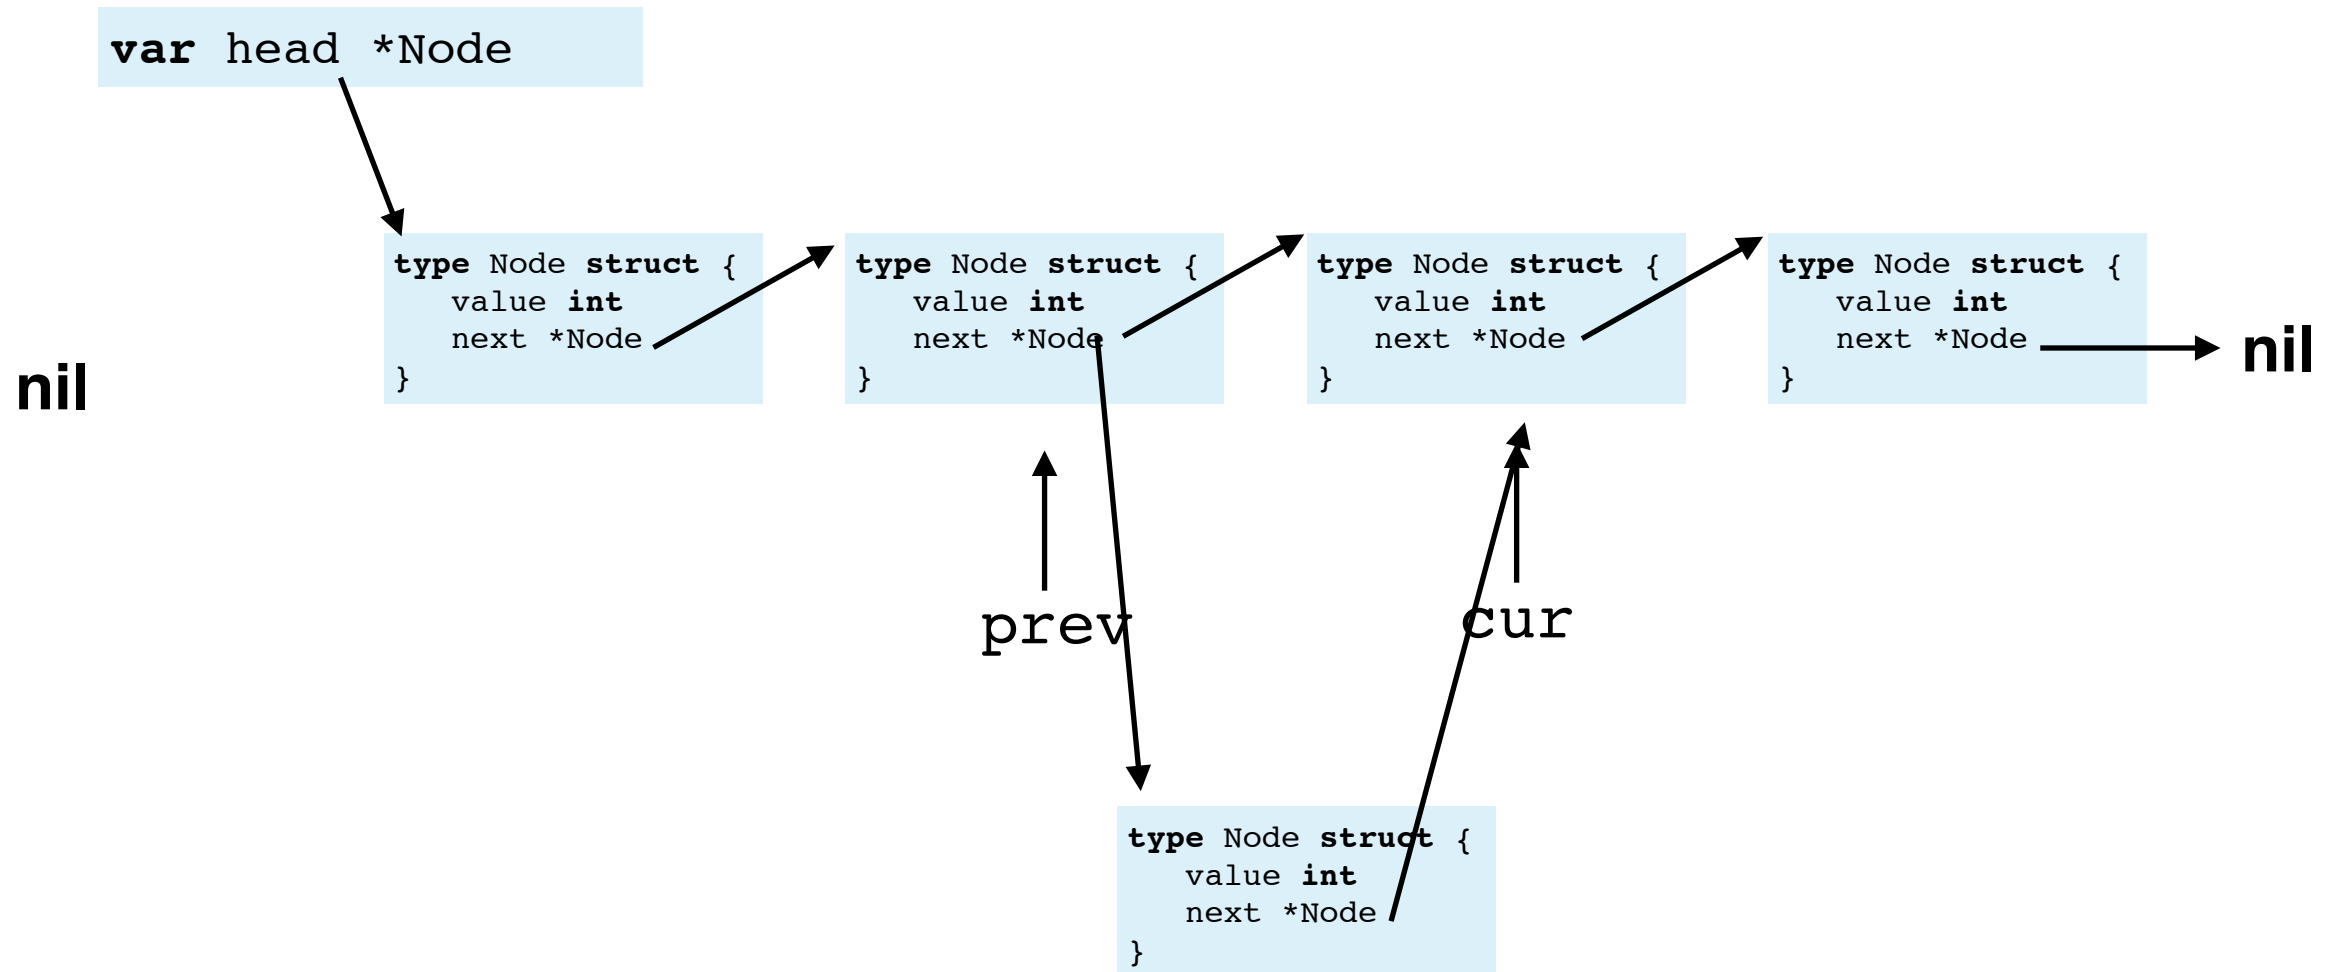 var head *Node
type Node struct {
   value int
   next *Node
}
type Node struct {
   value int
   next *Node
}
type Node struct {
   value int
   next *Node
}
type Node struct {
   value int
   next *Node
}
nil
nil
prev
cur
type Node struct {
   value int
   next *Node
}